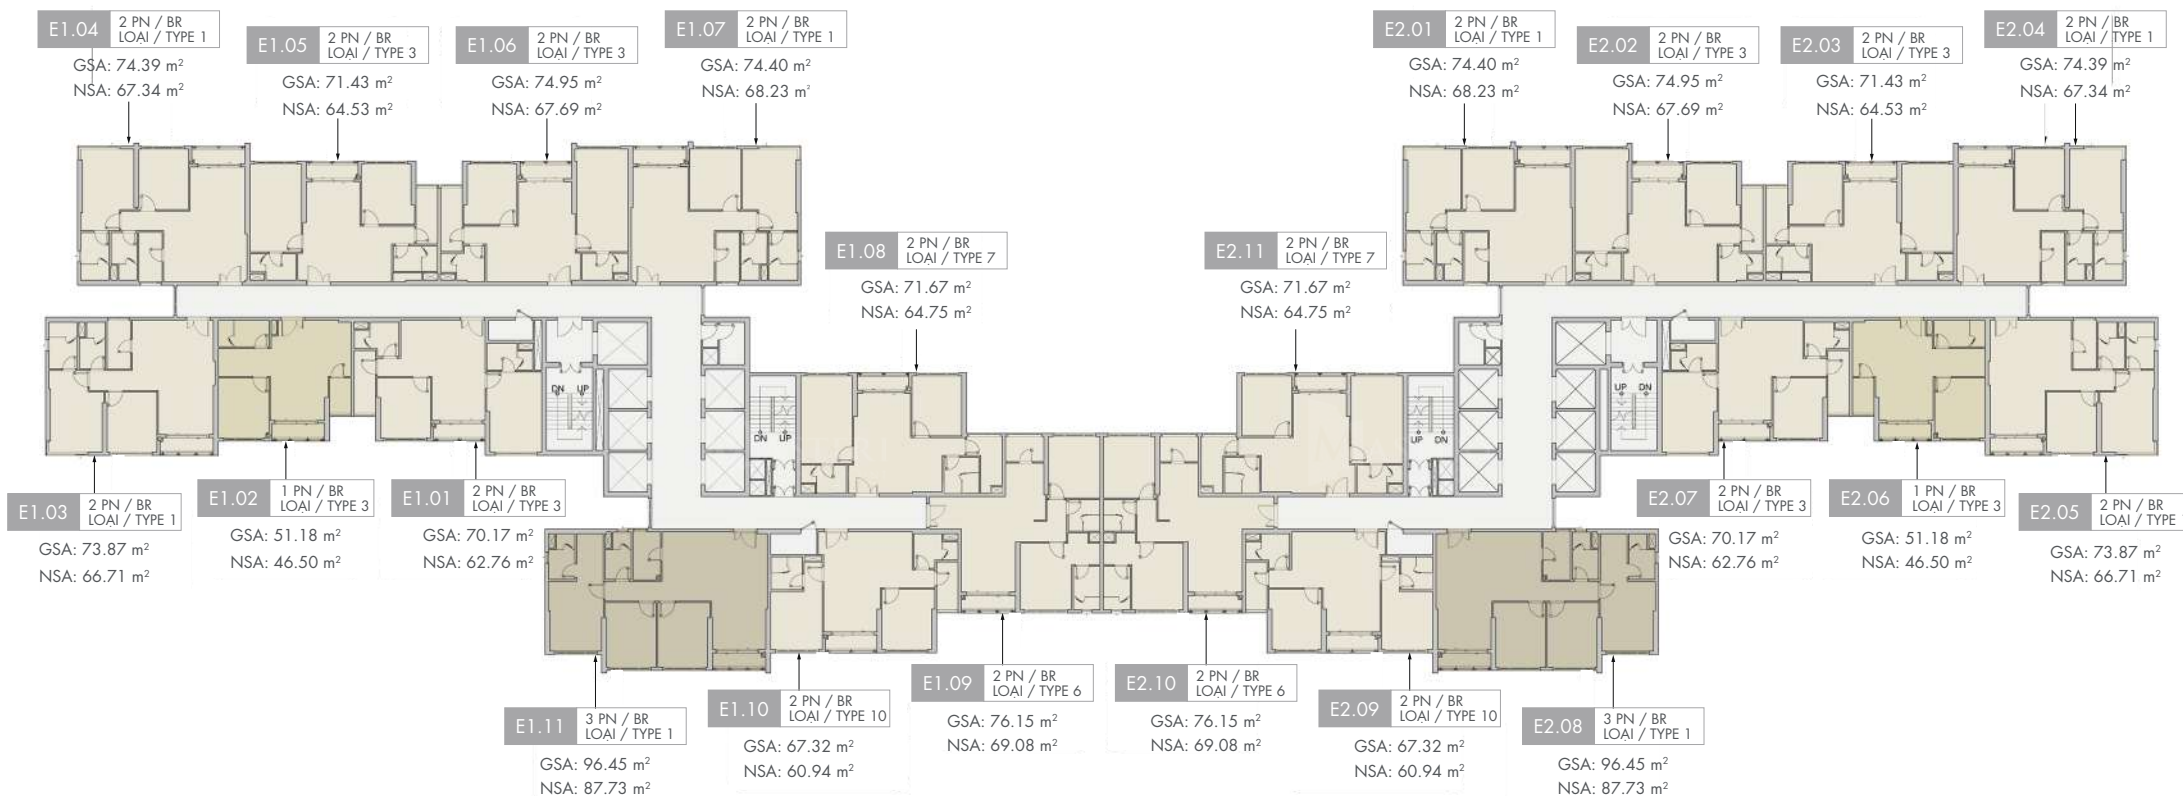 E1.04
2 PN / BR
LOẠI / TYPE 1
GSA: 74.39 m²
NSA: 67.34 m²
E1.05
2 PN / BR
LOẠI / TYPE 3
GSA: 71.43 m²
NSA: 64.53 m²
E1.06
2 PN / BR
LOẠI / TYPE 3
GSA: 74.95 m²
NSA: 67.69 m²
E1.07
2 PN / BR
LOẠI / TYPE 1
GSA: 74.40 m²
NSA: 68.23 m²
E2.01
2 PN / BR
LOẠI / TYPE 1
GSA: 74.40 m²
NSA: 68.23 m²
E2.02
2 PN / BR
LOẠI / TYPE 3
GSA: 74.95 m²
NSA: 67.69 m²
E2.03
2 PN / BR
LOẠI / TYPE 3
GSA: 71.43 m²
NSA: 64.53 m²
E2.04
2 PN / BR
LOẠI / TYPE 1
GSA: 74.39 m²
NSA: 67.34 m²
E1.08
2 PN / BR
LOẠI / TYPE 7
GSA: 71.67 m²
NSA: 64.75 m²
E2.11
2 PN / BR
LOẠI / TYPE 7
GSA: 71.67 m²
NSA: 64.75 m²
DN UP
DN UP
UP DN
UP DN
E1.03
2 PN / BR
LOẠI / TYPE 1
GSA: 73.87 m²
NSA: 66.71 m²
E1.02
1 PN / BR
LOẠI / TYPE 3
GSA: 51.18 m²
NSA: 46.50 m²
E1.01
2 PN / BR
LOẠI / TYPE 3
GSA: 70.17 m²
NSA: 62.76 m²
E2.07
2 PN / BR
LOẠI / TYPE 3
GSA: 70.17 m²
NSA: 62.76 m²
E2.06
1 PN / BR
LOẠI / TYPE 3
GSA: 51.18 m²
NSA: 46.50 m²
E2.05
2 PN / BR
LOẠI / TYPE
GSA: 73.87 m²
NSA: 66.71 m²
E1.11
3 PN / BR
LOẠI / TYPE 1
GSA: 96.45 m²
NSA: 87.73 m²
E1.10
2 PN / BR
LOẠI / TYPE 10
GSA: 67.32 m²
NSA: 60.94 m²
E1.09
2 PN / BR
LOẠI / TYPE 6
GSA: 76.15 m²
NSA: 69.08 m²
E2.10
2 PN / BR
LOẠI / TYPE 6
GSA: 76.15 m²
NSA: 69.08 m²
E2.09
2 PN / BR
LOẠI / TYPE 10
GSA: 67.32 m²
NSA: 60.94 m²
E2.08
3 PN / BR
LOẠI / TYPE 1
GSA: 96.45 m²
NSA: 87.73 m²